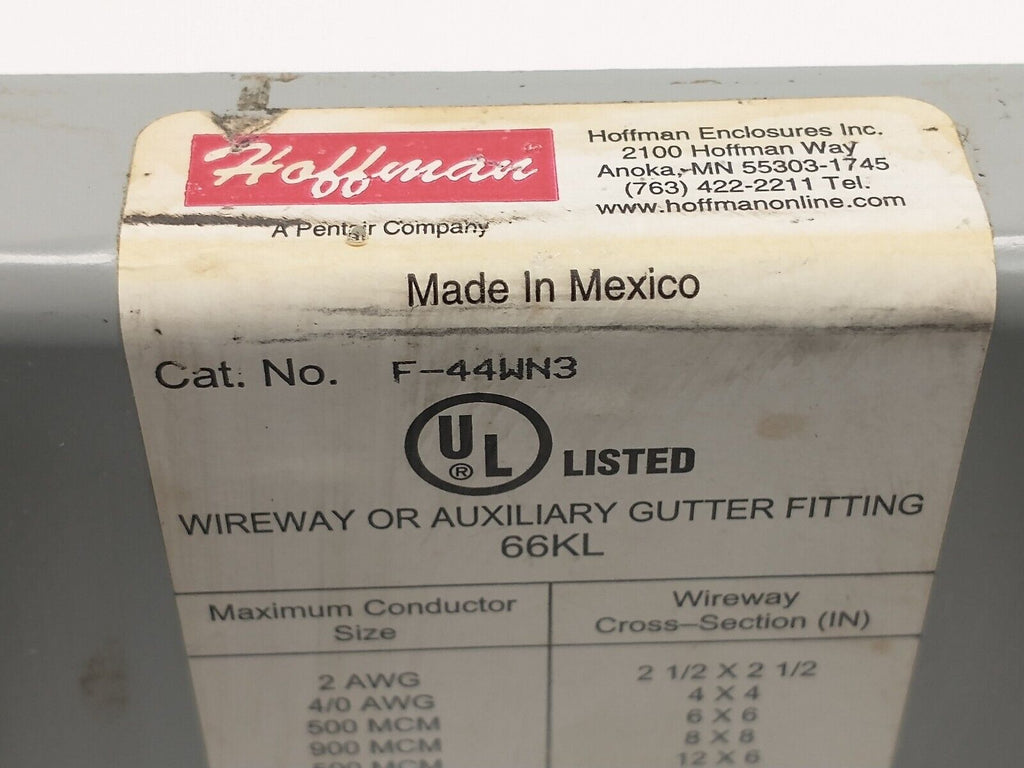 Hoffman
A Pentair Company
Hoffman Enclosures Inc.
2100 Hoffman Way
Anoka, MN 55303-1745
(763) 422-2211 Tel.
www.hoffmanonline.com
Made In Mexico
Cat. No. F-44WN3
UL ® LISTED
WIREWAY OR AUXILIARY GUTTER FITTING
66KL
Maximum Conductor Size Wireway Cross-Section (IN)
2 AWG 2 1/2 X 2 1/2
4/0 AWG 4 X 4
500 MCM 6 X 6
900 MCM 8 X 8
500 MCM 12 X 6